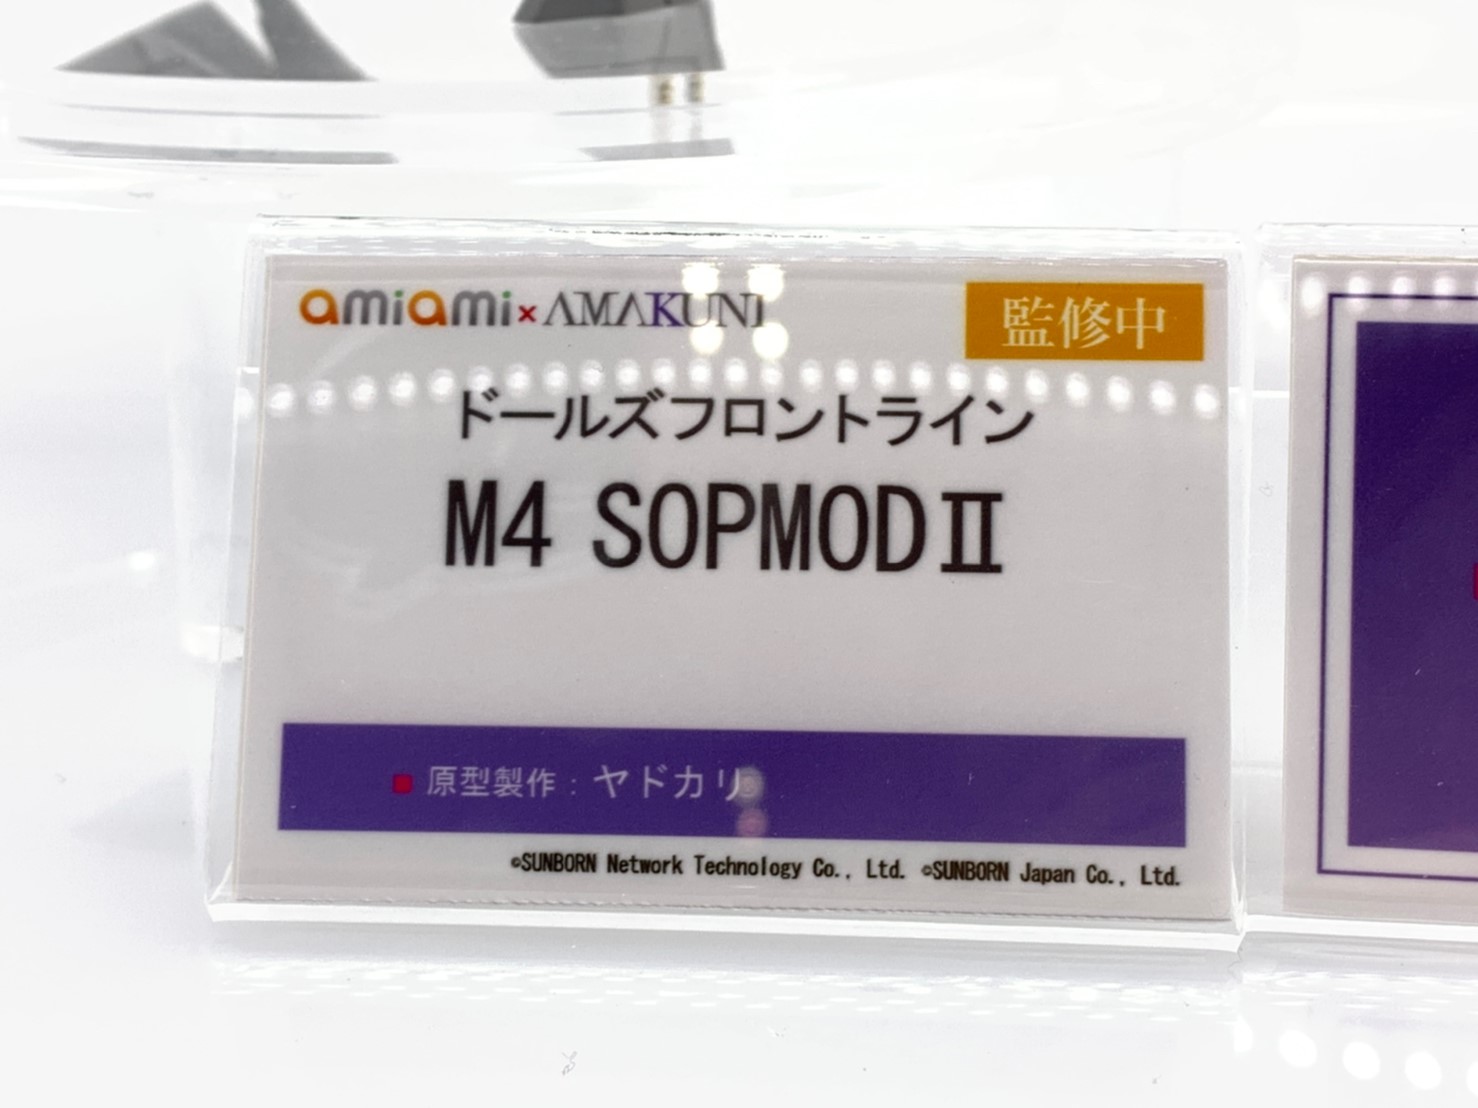 amiami×AMAKUNI
監修中
ドールズフロントライン
M4 SOPMODⅡ
■ 原型製作：ヤドカリ
©SUNBORN Network Technology Co., Ltd. ©SUNBORN Japan Co., Ltd.